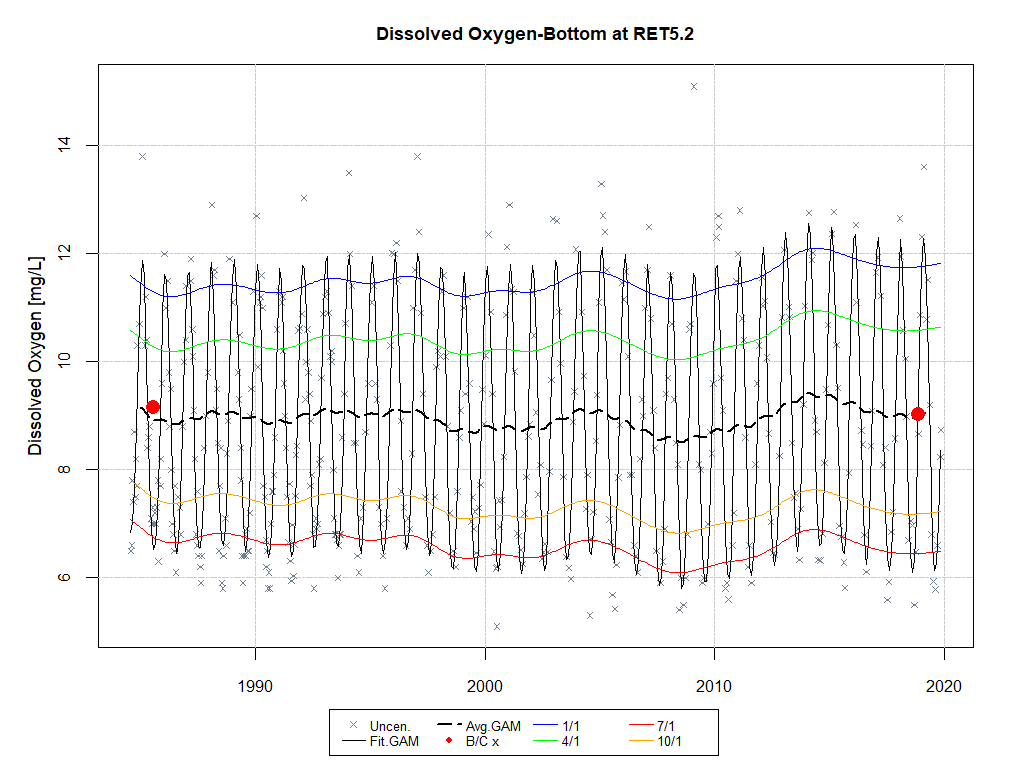 Dissolved Oxygen-Bottom at RET5.2
Dissolved Oxygen [mg/L]
14
12
10
8
6
1990 2000 2010 2020
Uncen. Avg.GAM 1/1 7/1
Fit.GAM B/C x 4/1 10/1